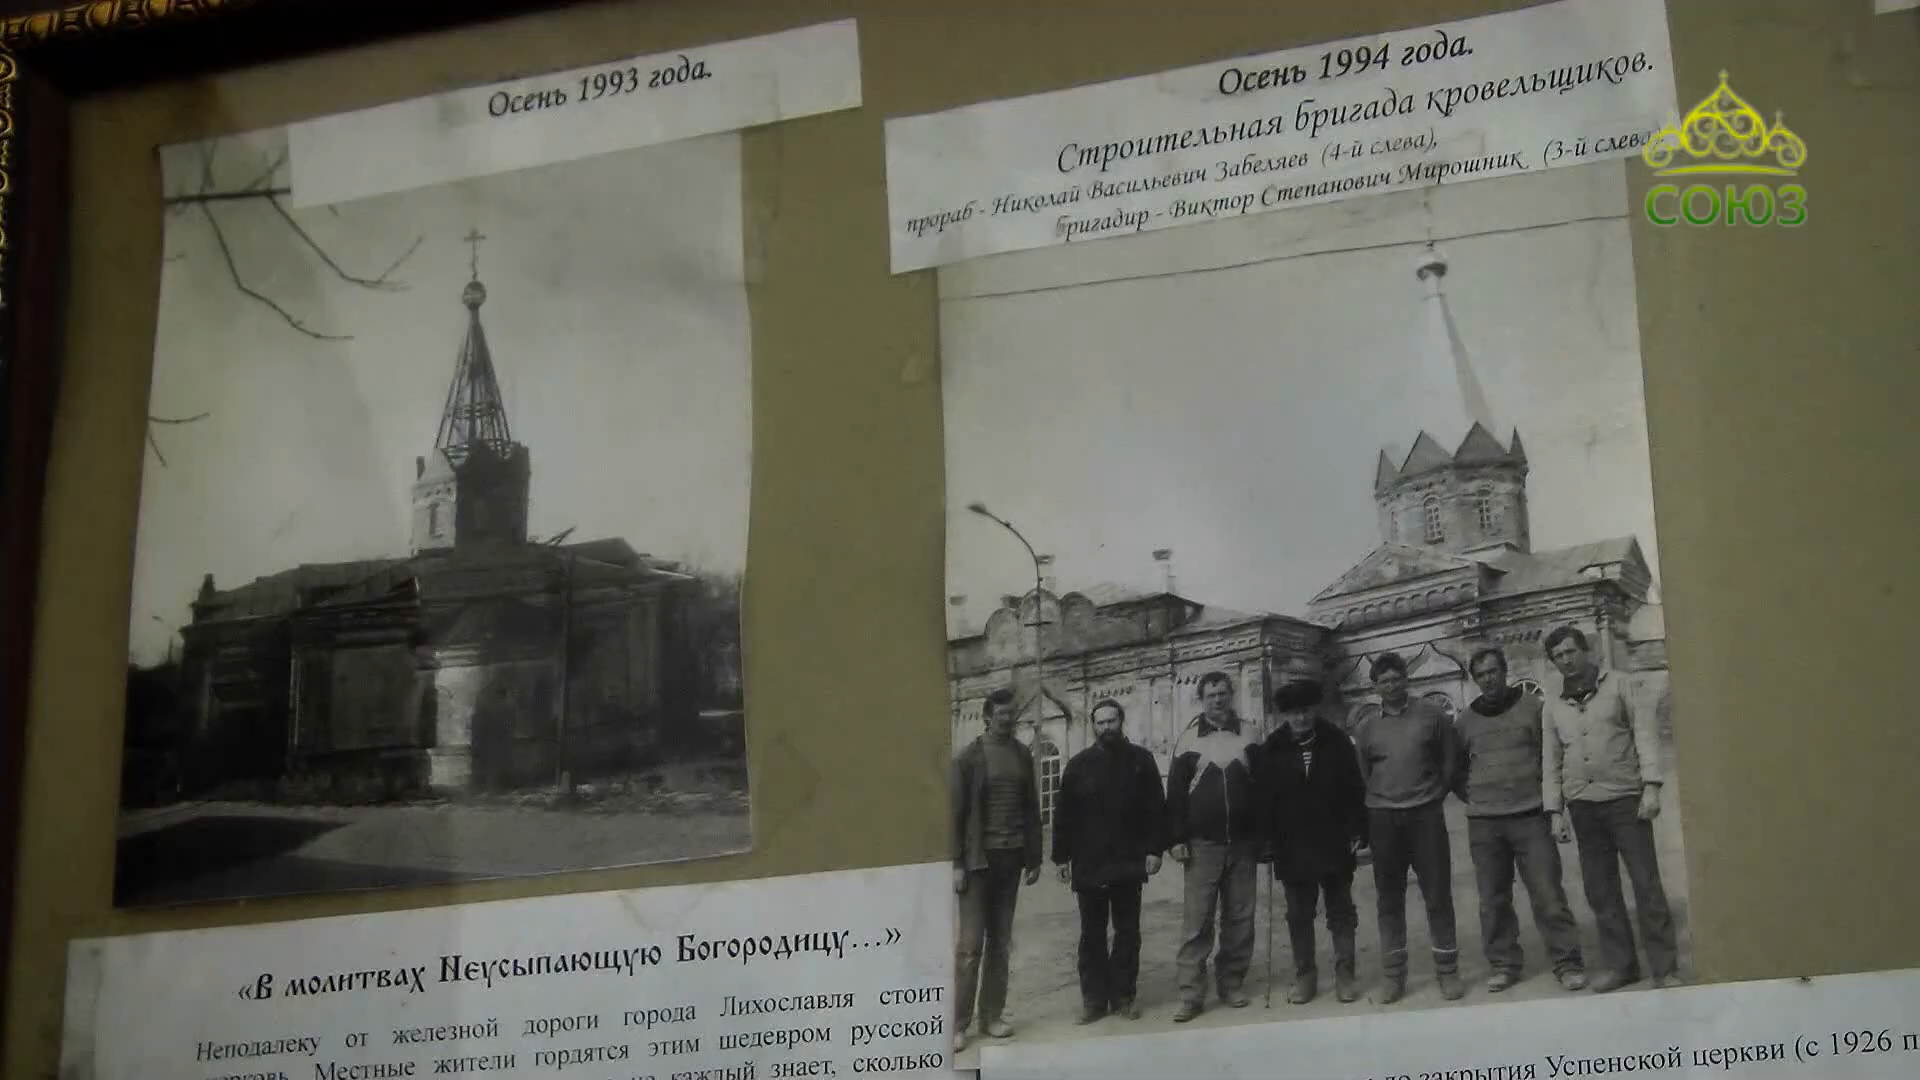 Осень 1993 года.
Осень 1994 года.
Строительная бригада кровельщиков.
прораб - Николай Васильевич Забеляев (4-й слева),
бригадир - Виктор Степанович Мирошник (3-й слева)
СОЮЗ
«В молитвах Неусыпающую Богородицу...»
Неподалеку от железной дороги города Лихославля стоит
Местные жители гордятся этим шедевром русской
каждый знает, сколько
закрытия Успенской церкви (с 1926 п